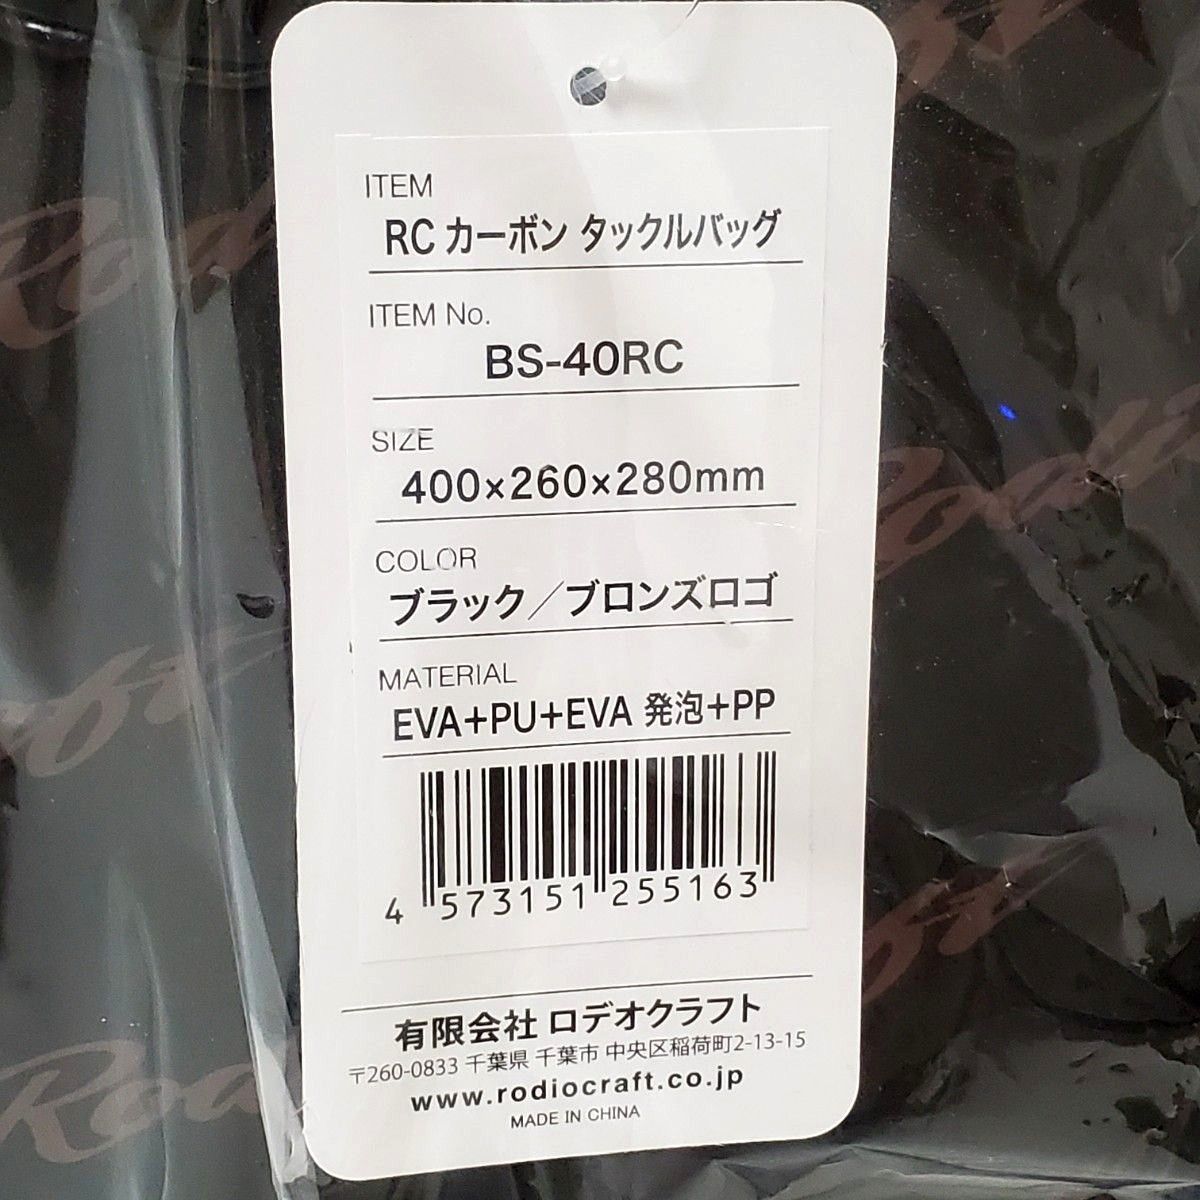 ITEM
RC カーボン タックルバッグ
ITEM No.
BS-40RC
SIZE
400×260×280mm
COLOR
ブラック／ブロンズロゴ
MATERIAL
EVA+PU+EVA 発泡+PP
4 573151 255163
有限会社 ロデオクラフト
〒260-0833 千葉県 千葉市 中央区稲荷町2-13-15
www.rodiocraft.co.jp
MADE IN CHINA